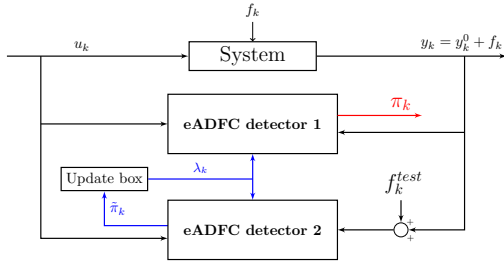 f_k
u_k
y_k = y_k^0 + f_k
System
π_k
eADFC detector 1
λ_k
Update box
f_k^{test}
π̃_k
+
eADFC detector 2
+